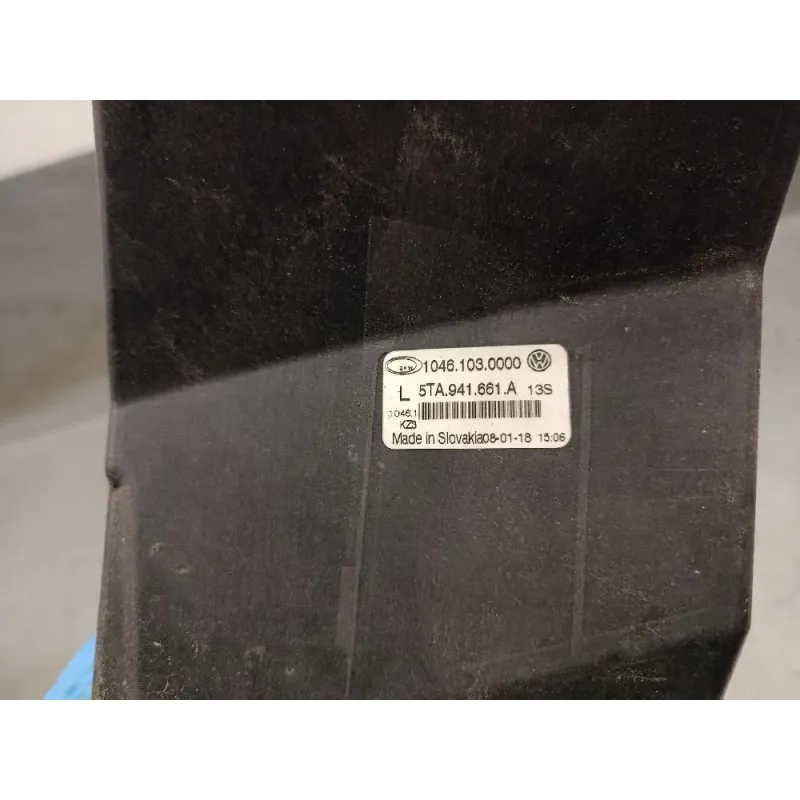 1046.103.0000
L 5TA.941.661.A 13S
1046.1
KZ3
Made in Slovakia08-01-18 15:06